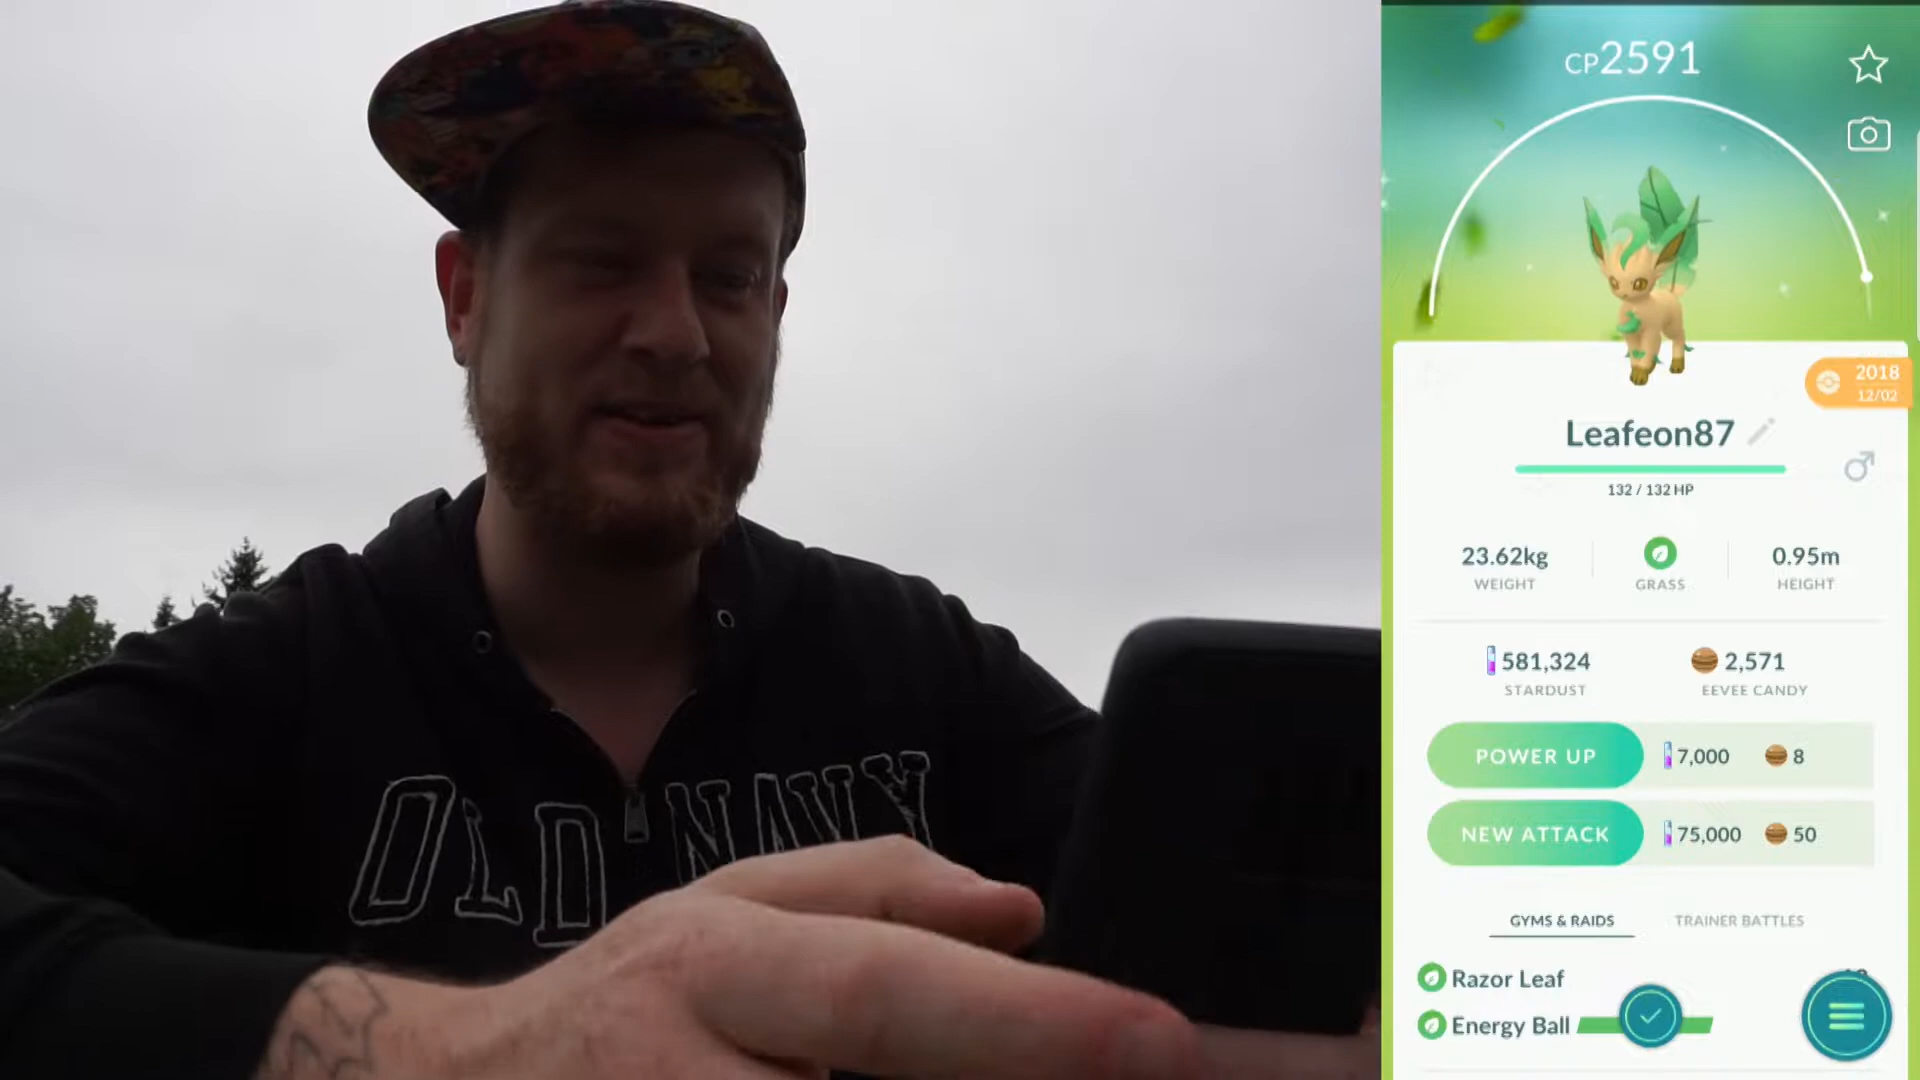 OLD NAVY
CP2591
2018
12/02
Leafeon87
132 / 132 HP
23.62kg
WEIGHT
GRASS
0.95m
HEIGHT
581,324
STARDUST
2,571
EEVEE CANDY
POWER UP 7,000 8
NEW ATTACK 75,000 50
GYMS & RAIDS TRAINER BATTLES
Razor Leaf
Energy Ball